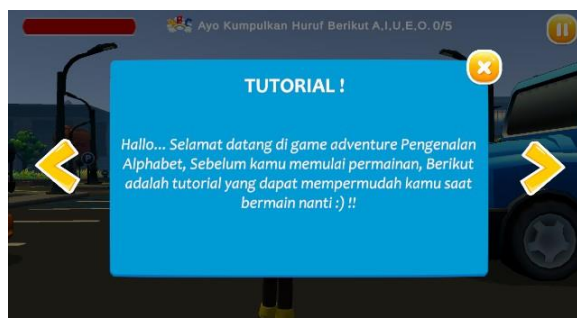 Ayo Kumpulkan Huruf Berikut A,I,U,E,O. 0/5
TUTORIAL !
Hallo... Selamat datang di game adventure Pengenalan
Alphabet, Sebelum kamu memulai permainan, Berikut
adalah tutorial yang dapat mempermudah kamu saat
bermain nanti :) !!